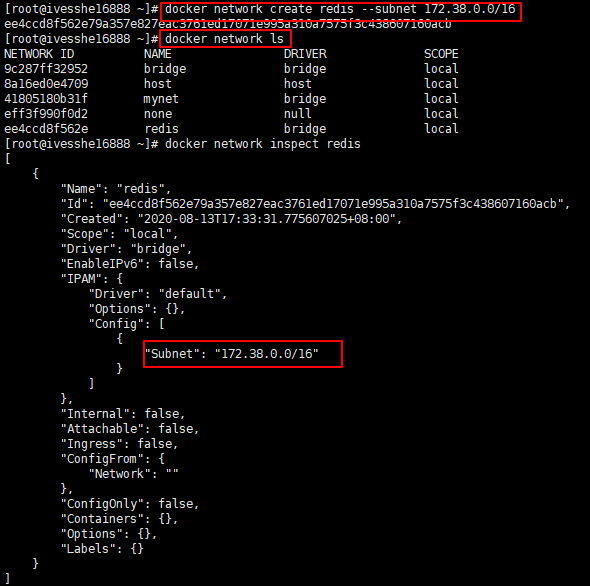 [root@ivesshe16888 ~]# docker network create redis --subnet 172.38.0.0/16
ee4ccd8f562e79a357e827eac3761ed17071e995a310a7575f3c438607160acb
[root@ivesshe16888 ~]# docker network ls
NETWORK ID          NAME                DRIVER              SCOPE
9c287ff32952        bridge              bridge              local
8a16ed0e4709        host                host                local
41805180b31f        mynet               bridge              local
eff3f990f0d2        none                null                local
ee4ccd8f562e        redis               bridge              local
[root@ivesshe16888 ~]# docker network inspect redis
[
    {
        "Name": "redis",
        "Id": "ee4ccd8f562e79a357e827eac3761ed17071e995a310a7575f3c438607160acb",
        "Created": "2020-08-13T17:33:31.775607025+08:00",
        "Scope": "local",
        "Driver": "bridge",
        "EnableIPv6": false,
        "IPAM": {
            "Driver": "default",
            "Options": {},
            "Config": [
                {
                    "Subnet": "172.38.0.0/16"
                }
            ]
        },
        "Internal": false,
        "Attachable": false,
        "Ingress": false,
        "ConfigFrom": {
            "Network": ""
        },
        "ConfigOnly": false,
        "Containers": {},
        "Options": {},
        "Labels": {}
    }
]